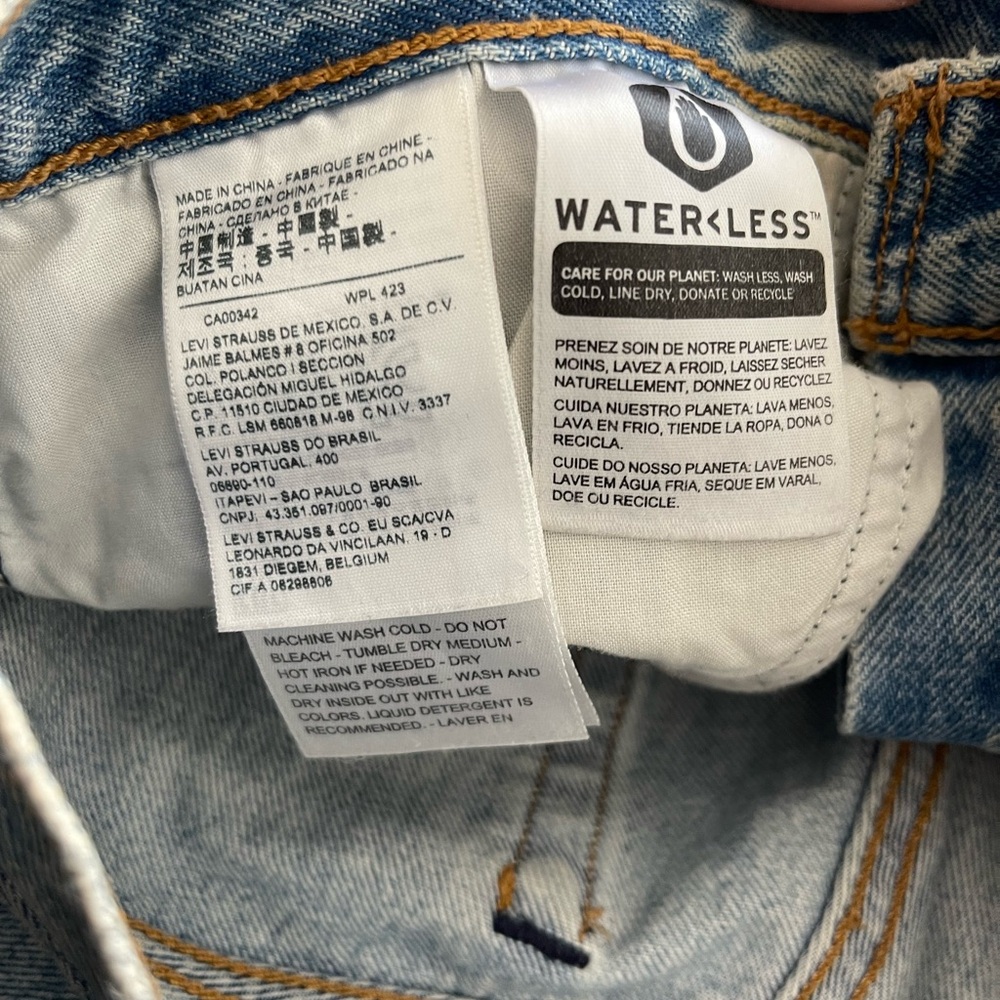 MADE IN CHINA - FABRIQUE EN CHINE -
FABRICADO EN CHINA - FABRICADO NA
CHINA - СДЕЛАНО В КИТАЕ -
中国制造 - 中國製 -
제조국 : 중국 - 中国製 -
BUATAN CINA
CA00342 WPL 423
LEVI STRAUSS DE MEXICO, S.A. DE C.V.
JAIME BALMES # 8 OFICINA 502
COL. POLANCO I SECCION
DELEGACIÓN MIGUEL HIDALGO
C.P. 11510 CIUDAD DE MEXICO
R.F.C. LSM 660818 M-98 C.N.I.V. 3337
LEVI STRAUSS DO BRASIL
AV. PORTUGAL, 400
06690-110
ITAPEVI - SAO PAULO BRASIL
CNPJ: 43.351.097/0001-90
LEVI STRAUSS & CO. EU SCA/CVA
LEONARDO DA VINCILAAN, 19 - D
1831 DIEGEM, BELGIUM
CIF A 08298806
MACHINE WASH COLD - DO NOT
BLEACH - TUMBLE DRY MEDIUM -
HOT IRON IF NEEDED - DRY
CLEANING POSSIBLE. - WASH AND
DRY INSIDE OUT WITH LIKE
COLORS. LIQUID DETERGENT IS
RECOMMENDED. - LAVER EN
WATER<LESS™
CARE FOR OUR PLANET: WASH LESS, WASH
COLD, LINE DRY, DONATE OR RECYCLE
PRENEZ SOIN DE NOTRE PLANETE: LAVEZ
MOINS, LAVEZ A FROID, LAISSEZ SECHER
NATURELLEMENT, DONNEZ OU RECYCLEZ
CUIDA NUESTRO PLANETA: LAVA MENOS,
LAVA EN FRIO, TIENDE LA ROPA, DONA O
RECICLA.
CUIDE DO NOSSO PLANETA: LAVE MENOS,
LAVE EM ÁGUA FRIA, SEQUE EM VARAL,
DOE OU RECICLE.